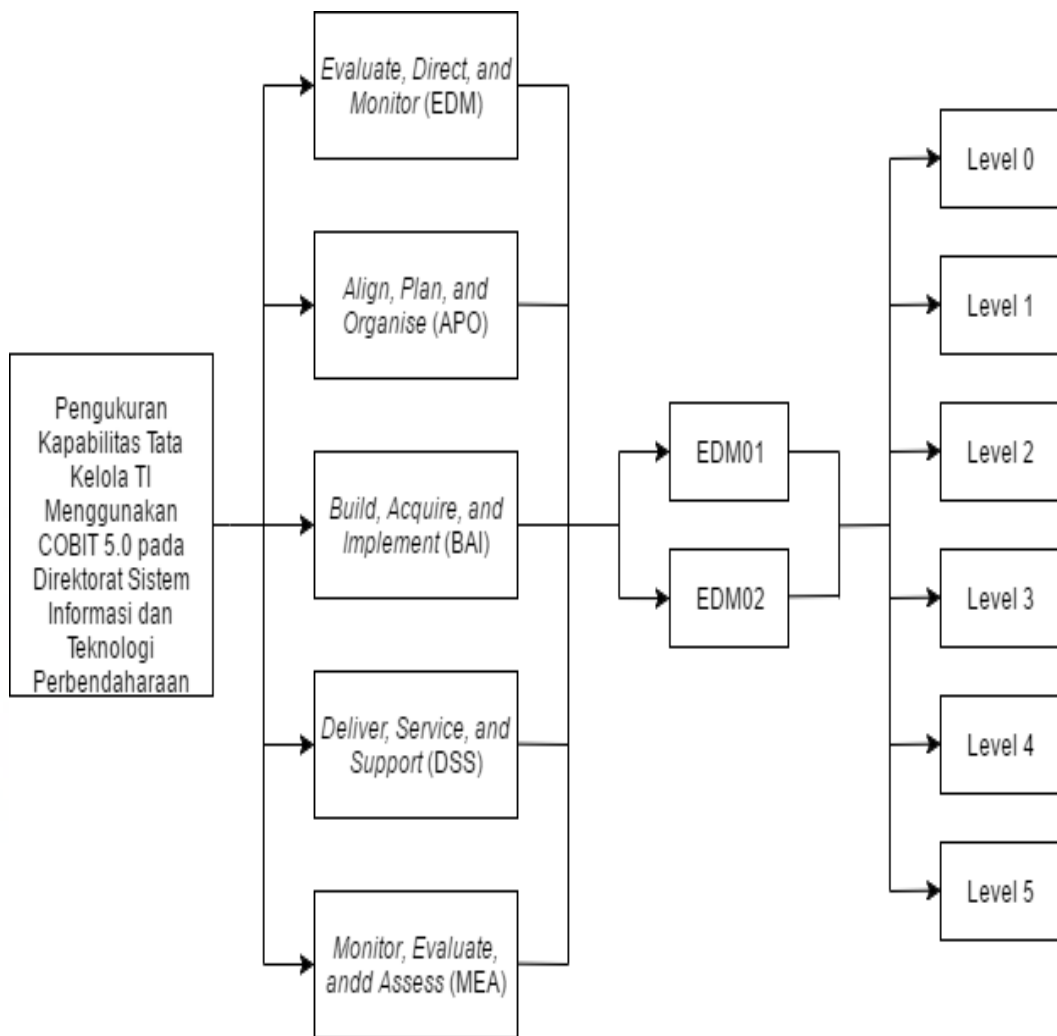 Pengukuran
Kapabilitas Tata
Kelola TI
Menggunakan
COBIT 5.0 pada
Direktorat Sistem
Informasi dan
Teknologi
Perbendaharaan
Evaluate, Direct, and
Monitor (EDM)
Align, Plan, and
Organise (APO)
Build, Acquire, and
Implement (BAI)
Deliver, Service, and
Support (DSS)
Monitor, Evaluate,
andd Assess (MEA)
EDM01
EDM02
Level 0
Level 1
Level 2
Level 3
Level 4
Level 5